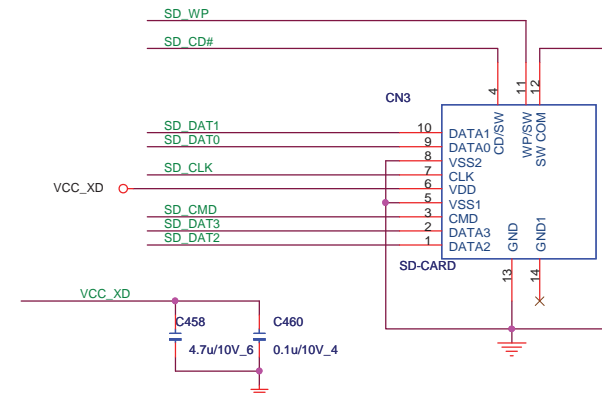 SD_WP
SD_CD#
4
11
12
CN3
CD/SW
WP/SW
SW COM
SD_DAT1 10 DATA1
SD_DAT0 9 DATA0
8 VSS2
SD_CLK 7 CLK
VCC_XD 6 VDD
5 VSS1
SD_CMD 3 CMD
SD_DAT3 2 DATA3
SD_DAT2 1 DATA2
GND
GND1
SD-CARD
13
14
VCC_XD
C458
4.7u/10V_6
C460
0.1u/10V_4